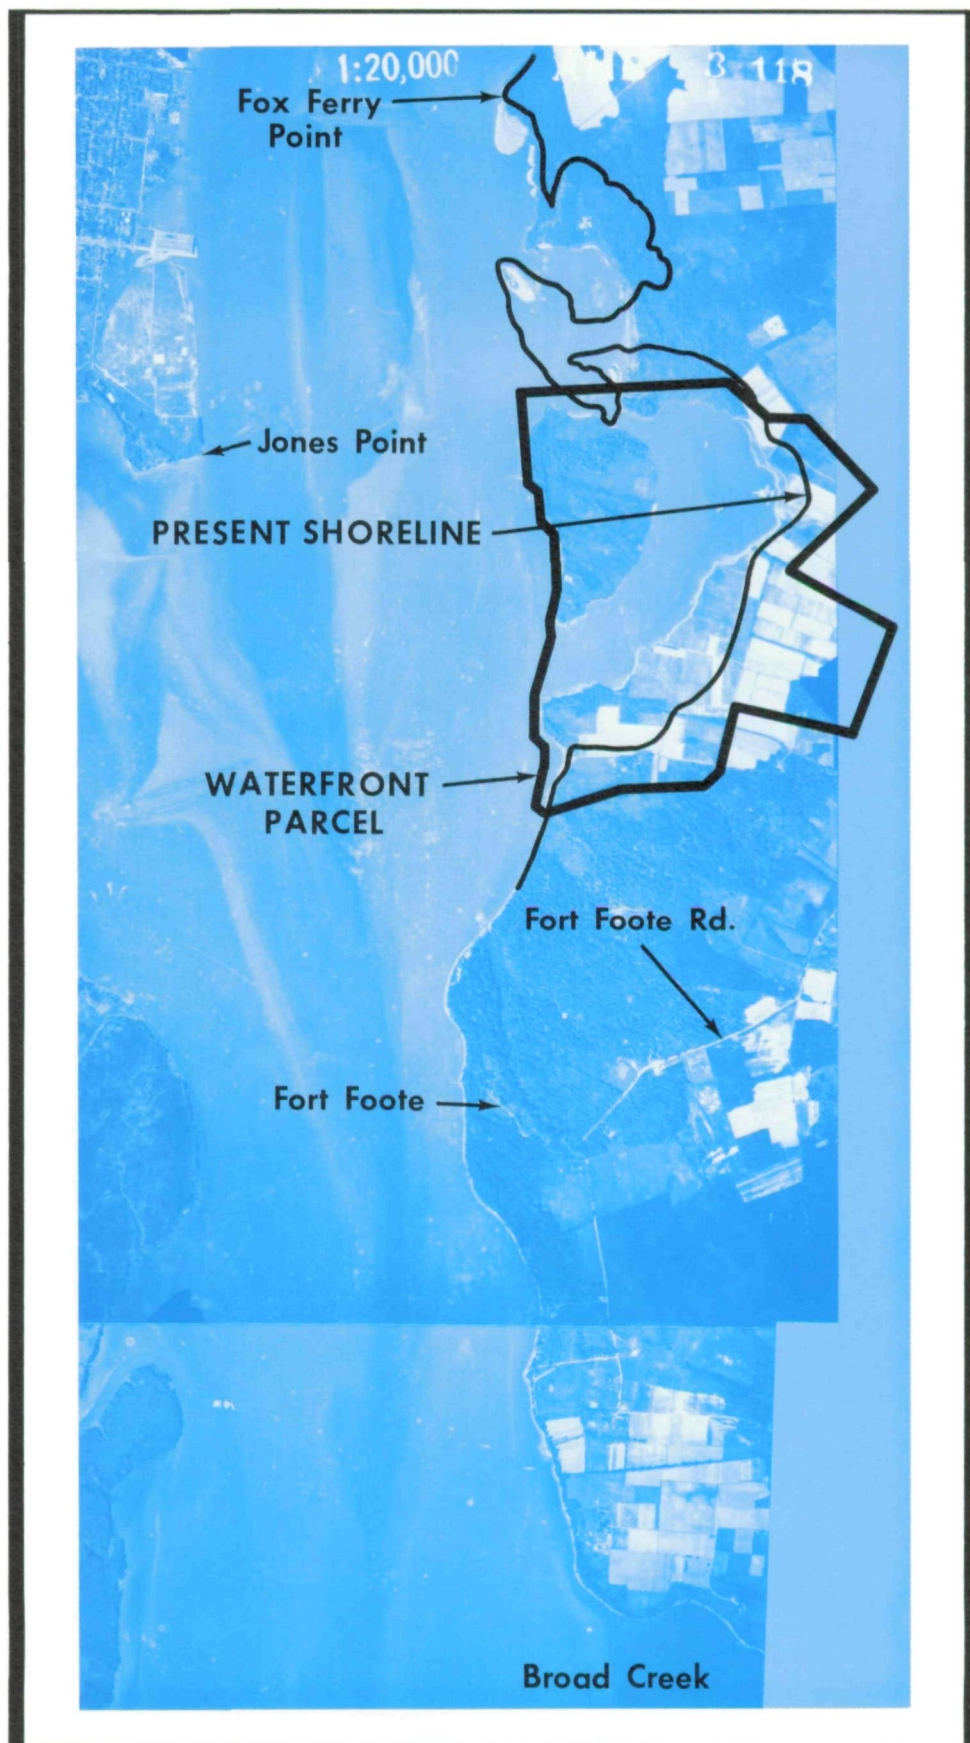 1:20,000
118
Fox Ferry
Point
Jones Point
PRESENT SHORELINE
WATERFRONT
PARCEL
Fort Foote Rd.
Fort Foote
Broad Creek